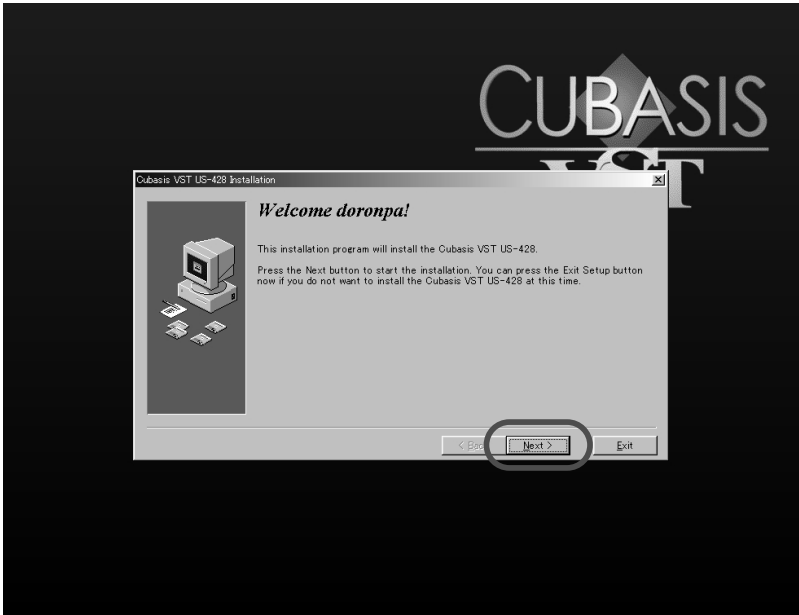 CUBASIS
VST
Cubasis VST US-428 Installation
Welcome doronpa!
This installation program will install the Cubasis VST US-428.
Press the Next button to start the installation. You can press the Exit Setup button
now if you do not want to install the Cubasis VST US-428 at this time.
Next >
Exit